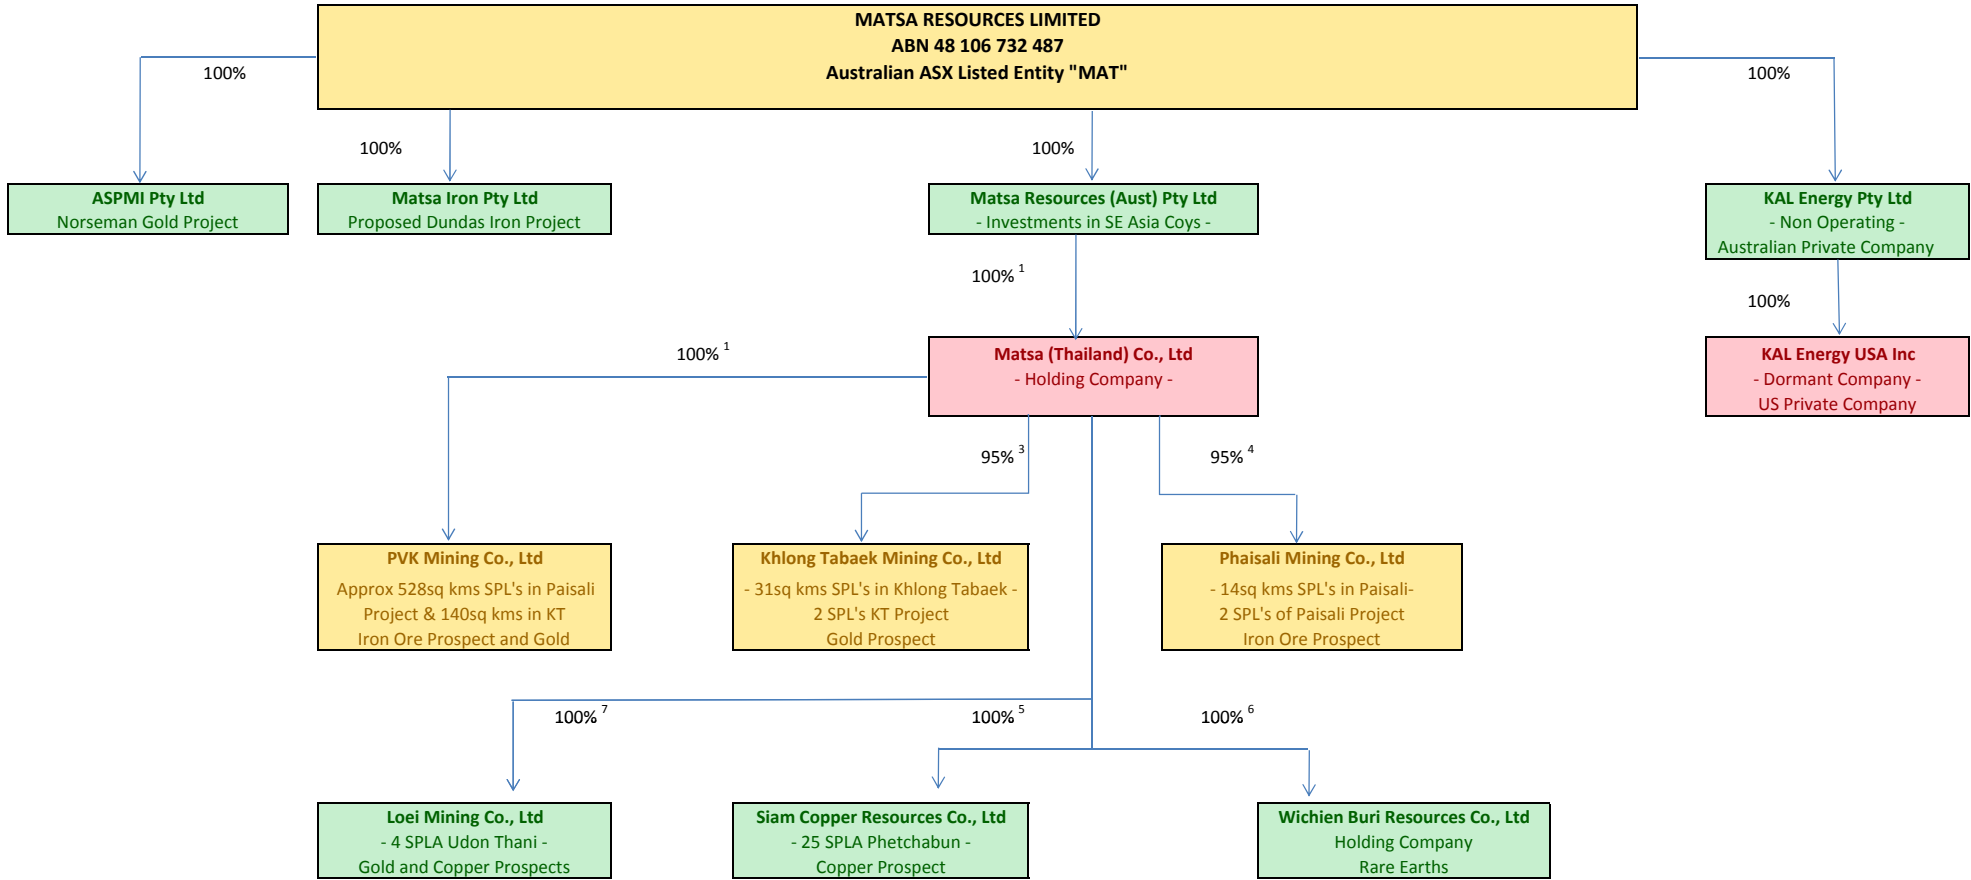 MATSA RESOURCES LIMITED
ABN 48 106 732 487
Australian ASX Listed Entity "MAT"
100%
100%
100%
100%
ASPMI Pty Ltd
Norseman Gold Project
Matsa Iron Pty Ltd
Proposed Dundas Iron Project
Matsa Resources (Aust) Pty Ltd
- Investments in SE Asia Coys -
KAL Energy Pty Ltd
- Non Operating -
Australian Private Company
100% 1
100%
100% 1
Matsa (Thailand) Co., Ltd
- Holding Company -
KAL Energy USA Inc
- Dormant Company -
US Private Company
95% 3
95% 4
PVK Mining Co., Ltd
Approx 528sq kms SPL's in Paisali
Project & 140sq kms in KT
Iron Ore Prospect and Gold
Khlong Tabaek Mining Co., Ltd
- 31sq kms SPL's in Khlong Tabaek -
2 SPL's KT Project
Gold Prospect
Phaisali Mining Co., Ltd
- 14sq kms SPL's in Paisali-
2 SPL's of Paisali Project
Iron Ore Prospect
100% 7
100% 5
100% 6
Loei Mining Co., Ltd
- 4 SPLA Udon Thani -
Gold and Copper Prospects
Siam Copper Resources Co., Ltd
- 25 SPLA Phetchabun -
Copper Prospect
Wichien Buri Resources Co., Ltd
Holding Company
Rare Earths